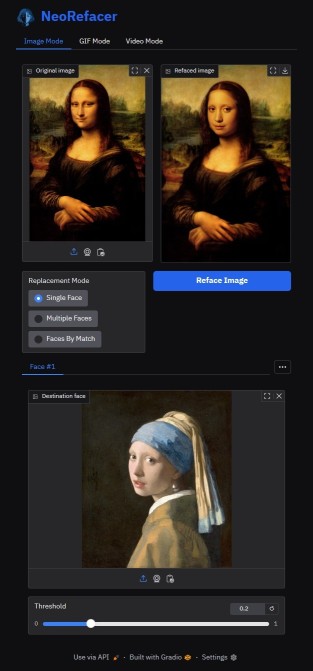 NeoRefacer
Image Mode GIF Mode Video Mode
Original image
Refaced image
Replacement Mode
Single Face
Multiple Faces
Faces By Match
Reface Image
Face #1
Destination face
Threshold
0.2
0
1
Use via API · Built with Gradio · Settings